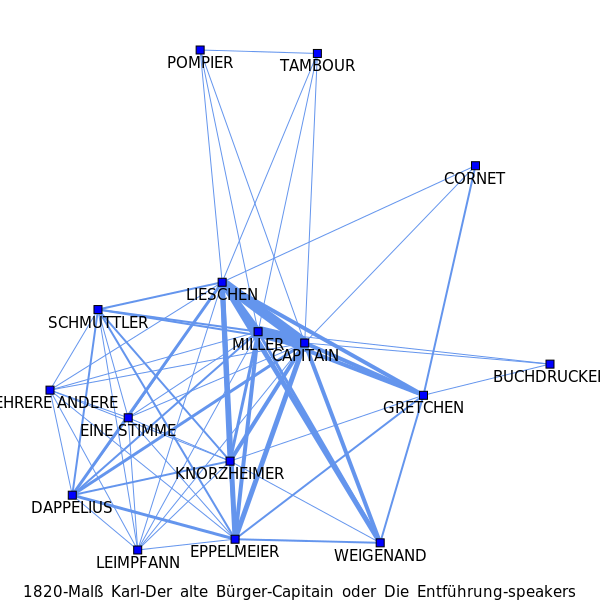 POMPIER
TAMBOUR
CORNET
LIESCHEN
SCHMUTTLER
MILLER
CAPITAIN
BUCHDRUCKE
EHRERE ANDERE
GRETCHEN
EINE STIMME
KNORZHEIMER
DAPPELIUS
EPPELMEIER
WEIGENAND
LEIMPFANN
1820-Malß Karl-Der alte Bürger-Capitain oder Die Entführung-speakers